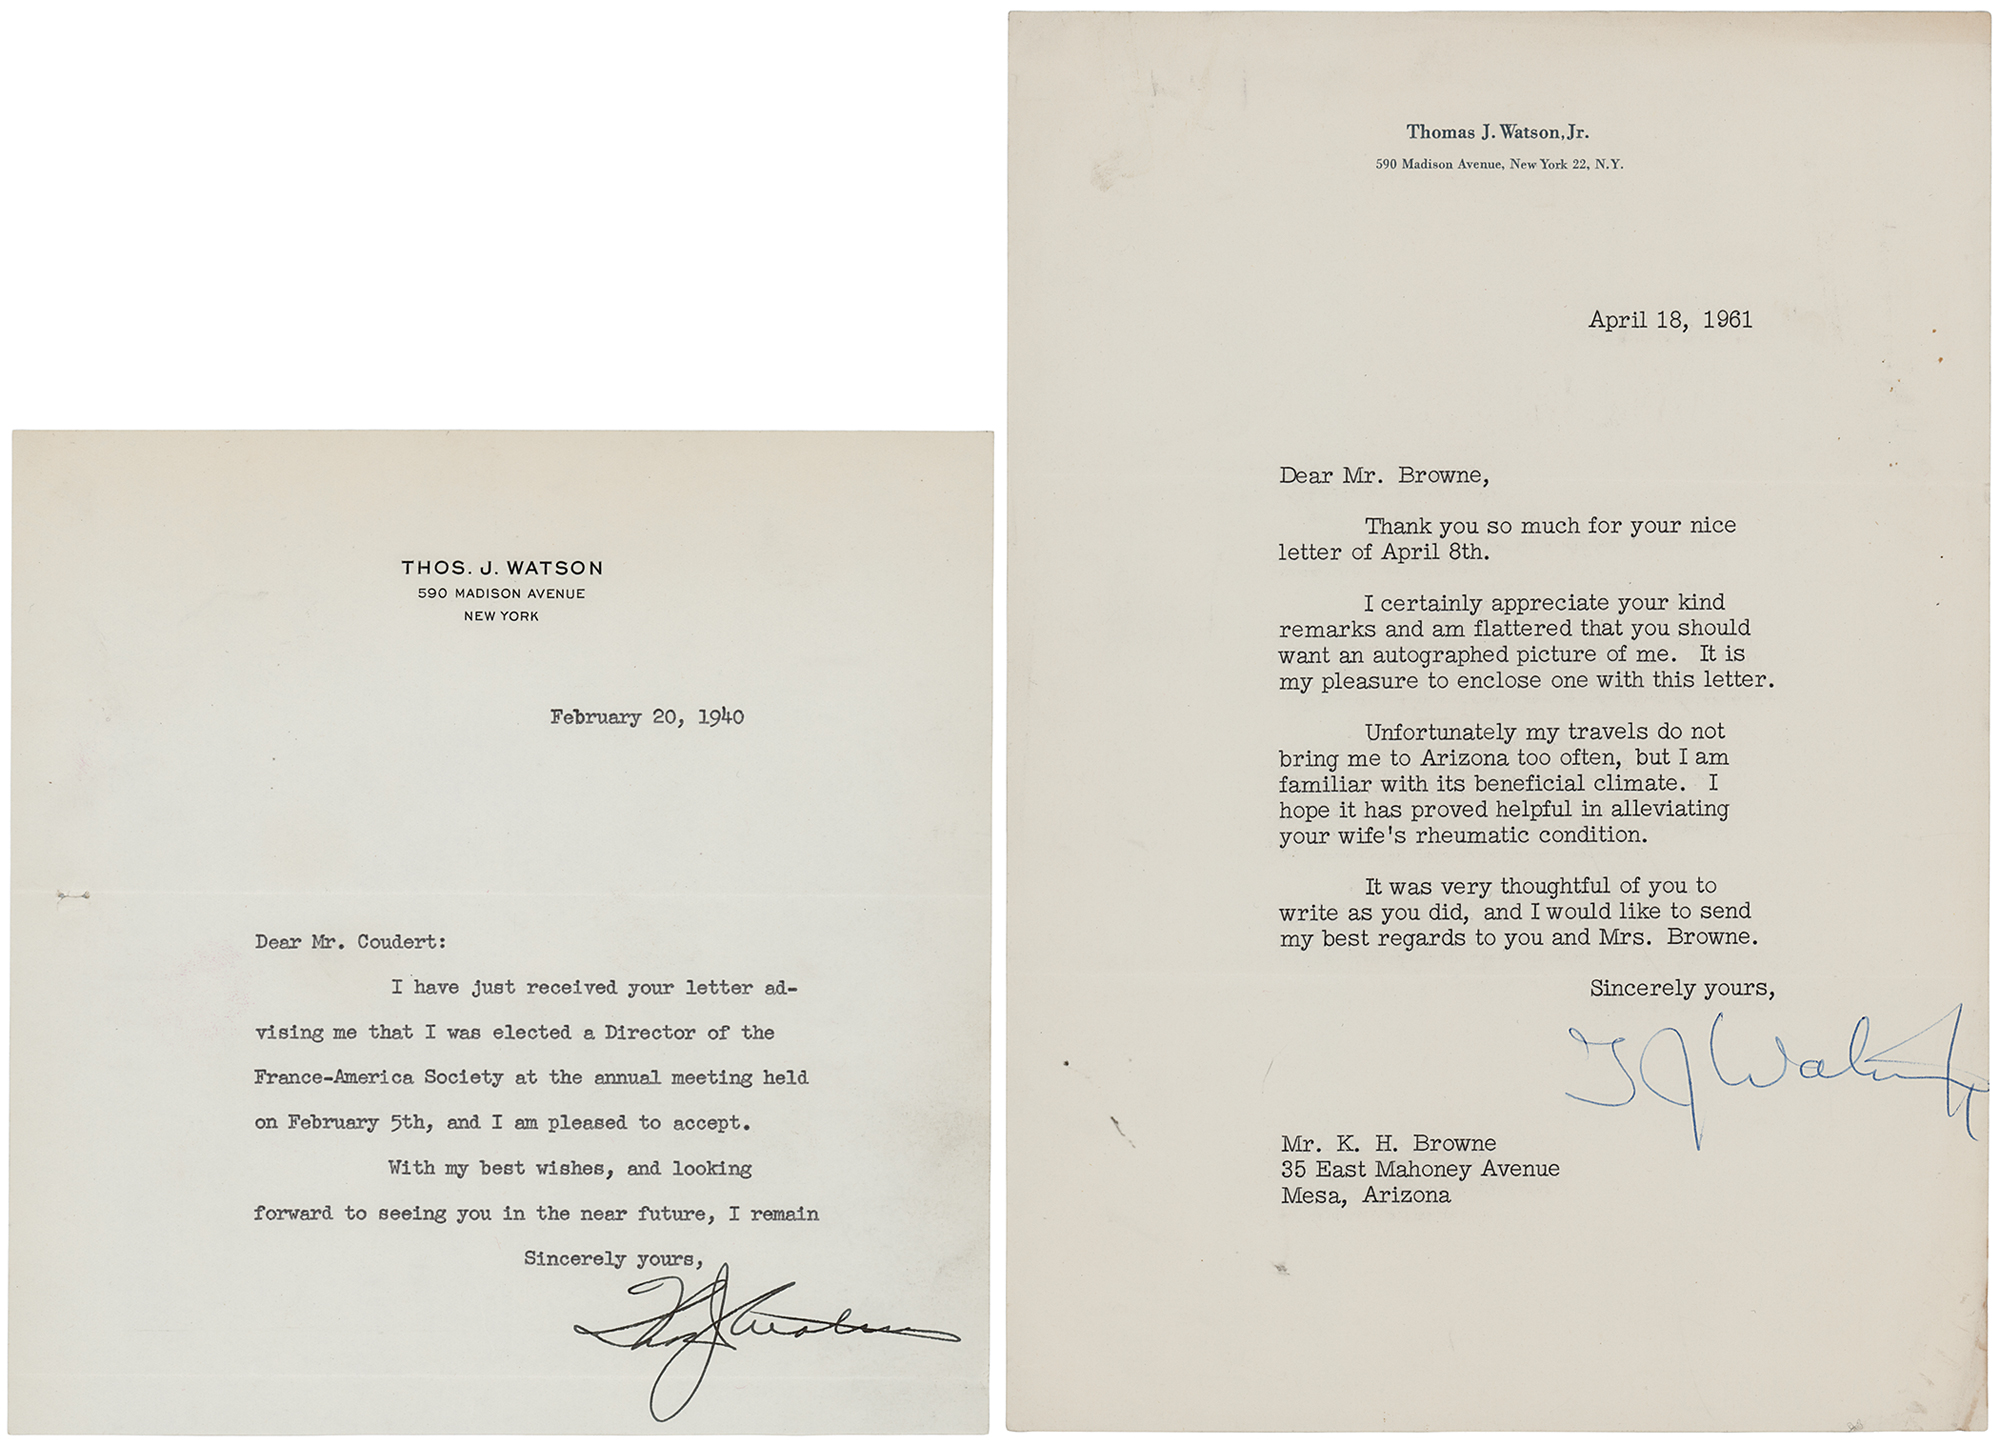 THOS. J. WATSON
590 MADISON AVENUE
NEW YORK
February 20, 1940
Dear Mr. Coudert:
I have just received your letter ad-
vising me that I was elected a Director of the
France-America Society at the annual meeting held
on February 5th, and I am pleased to accept.
With my best wishes, and looking
forward to seeing you in the near future, I remain
Sincerely yours,
Thos J Watson
Thomas J. Watson, Jr.
590 Madison Avenue, New York 22, N.Y.
April 18, 1961
Dear Mr. Browne,
Thank you so much for your nice
letter of April 8th.
I certainly appreciate your kind
remarks and am flattered that you should
want an autographed picture of me. It is
my pleasure to enclose one with this letter.
Unfortunately my travels do not
bring me to Arizona too often, but I am
familiar with its beneficial climate. I
hope it has proved helpful in alleviating
your wife's rheumatic condition.
It was very thoughtful of you to
write as you did, and I would like to send
my best regards to you and Mrs. Browne.
Sincerely yours,
T J Watson Jr
Mr. K. H. Browne
35 East Mahoney Avenue
Mesa, Arizona